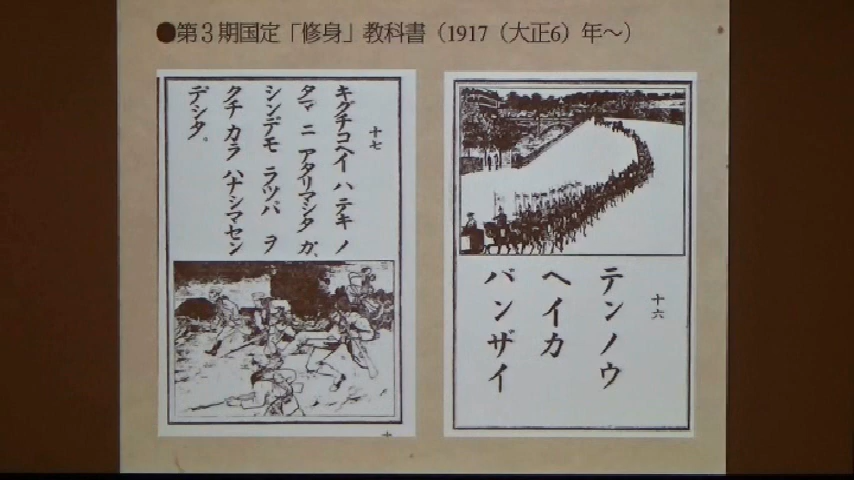 ●第３期国定「修身」教科書（1917（大正6）年～）
十六
テンノウ
ヘイカ
バンザイ
十七
キグチコヘイ ハ テキ ノ
タマ ニ アタリマシタ ガ、
シンデモ ラツパ ヲ
クチ カラ ハナシマセン
デシタ。